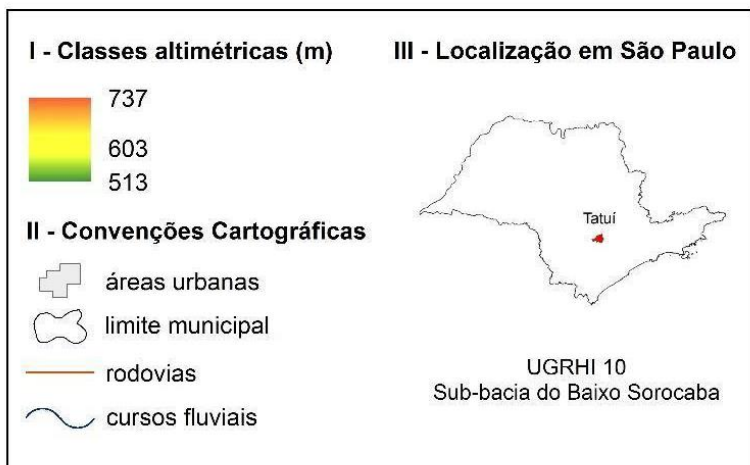 I - Classes altimétricas (m)
737
603
513
II - Convenções Cartográficas
áreas urbanas
limite municipal
rodovias
cursos fluviais
III - Localização em São Paulo
Tatuí
UGRHI 10
Sub-bacia do Baixo Sorocaba